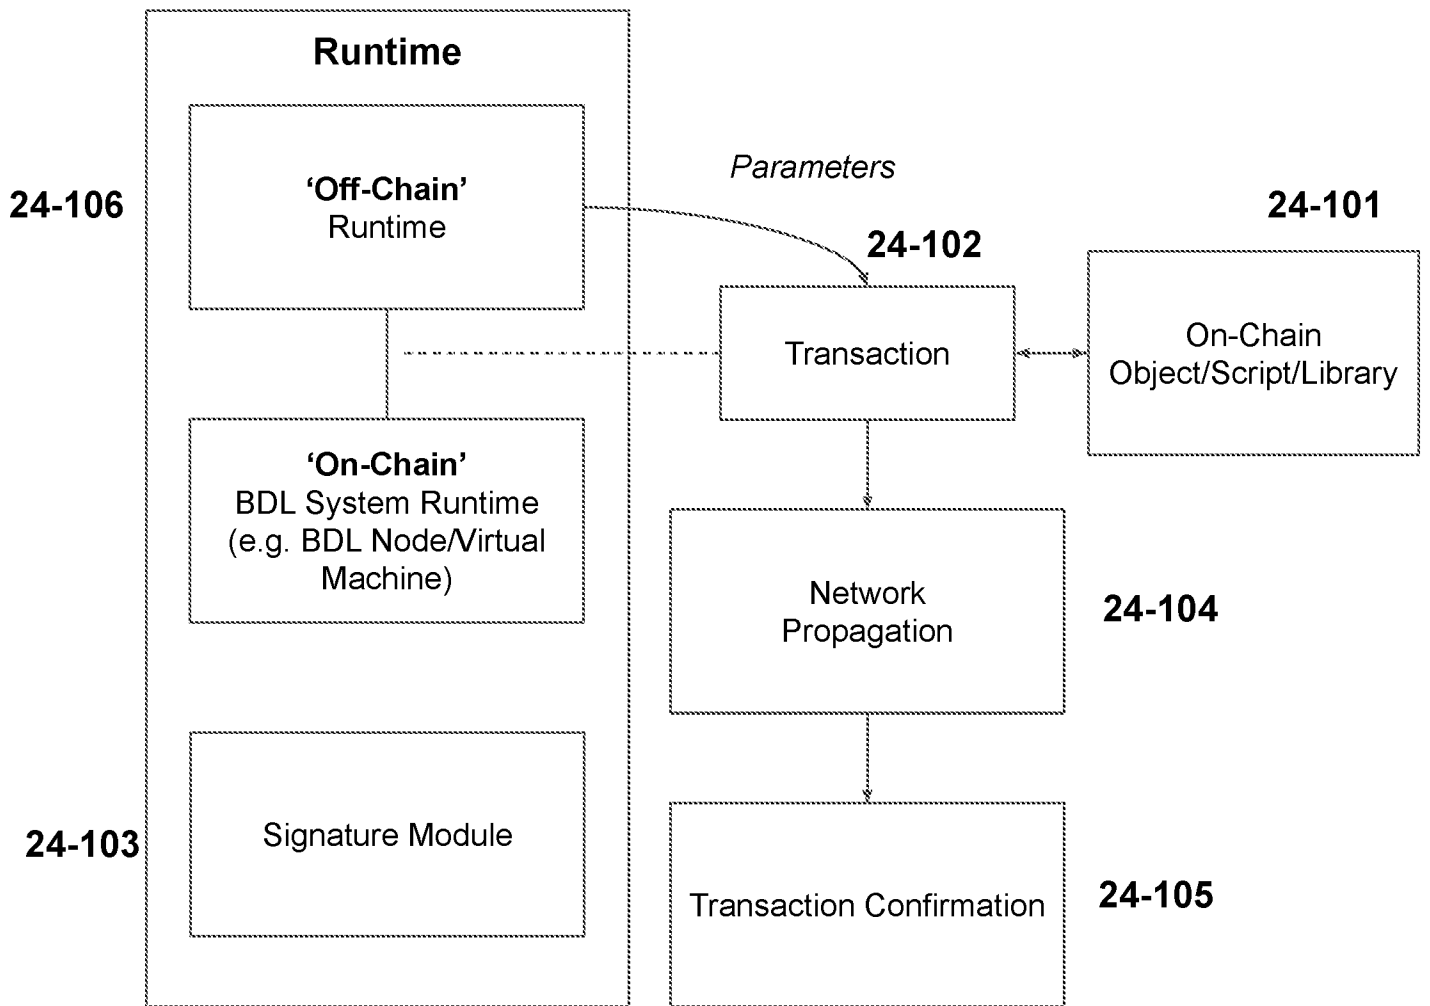 Runtime
24-106
‘Off-Chain’
Runtime
Parameters
24-102
24-101
Transaction
On-Chain
Object/Script/Library
‘On-Chain’
BDL System Runtime
(e.g. BDL Node/Virtual
Machine)
Network
Propagation
24-104
24-103
Signature Module
Transaction Confirmation
24-105